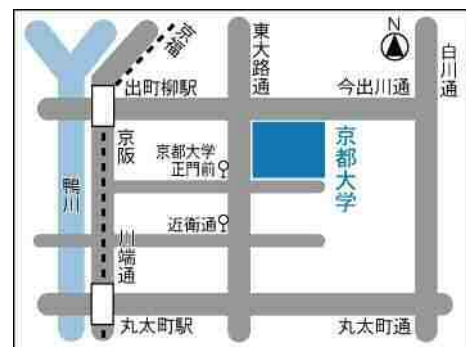 京福
東大路通
N
白川通
出町柳駅
今出川通
京阪
京都大学
正門前
京都大学
鴨川
近衛通
川端通
丸太町駅
丸太町通